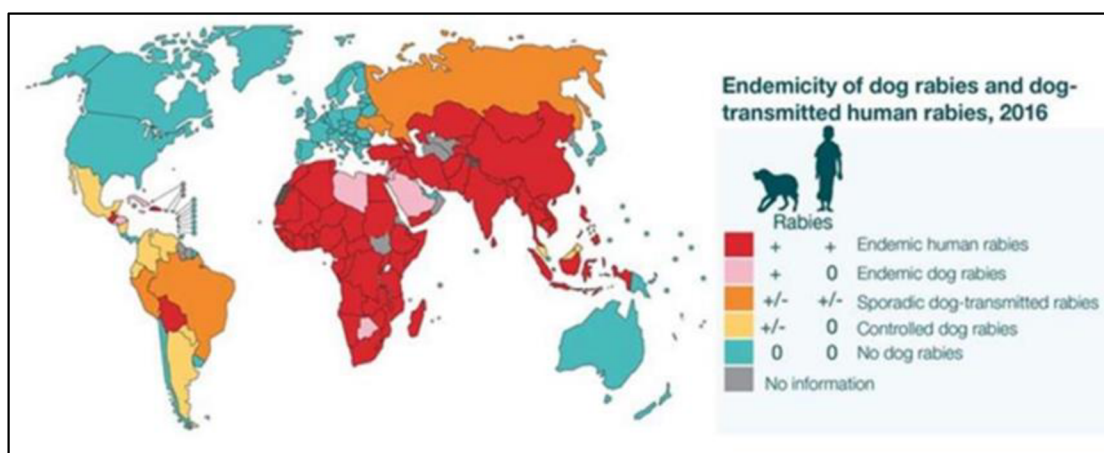 Endemicity of dog rabies and dog-
transmitted human rabies, 2016
Rabies
+ + Endemic human rabies
+ 0 Endemic dog rabies
+/- +/- Sporadic dog-transmitted rabies
+/- 0 Controlled dog rabies
0 0 No dog rabies
No information